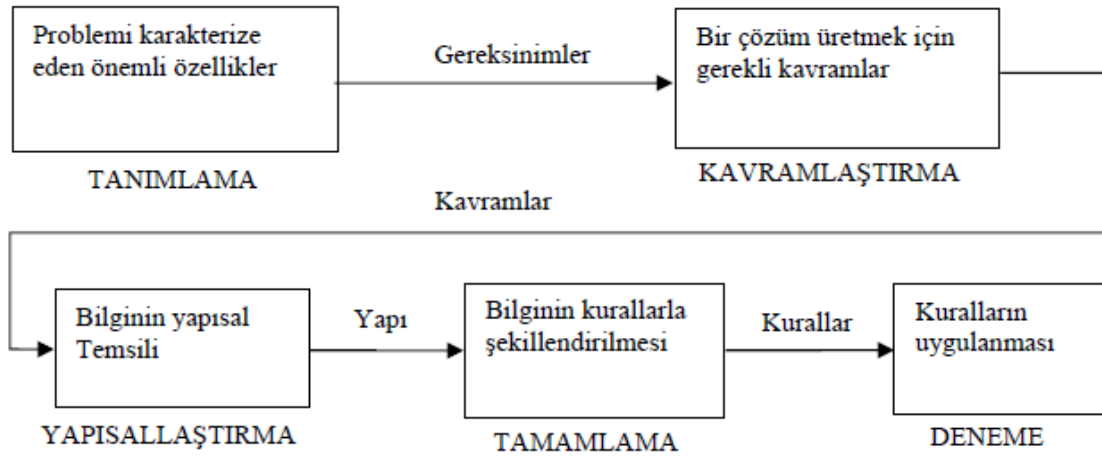 Problemi karakterize
eden önemli özellikler
Gereksinimler
Bir çözüm üretmek için
gerekli kavramlar
TANIMLAMA
KAVRAMLAŞTIRMA
Kavramlar
Bilginin yapısal
Temsili
Yapı
Bilginin kurallarla
şekillendirilmesi
Kurallar
Kuralların
uygulanması
YAPISALLAŞTIRMA
TAMAMLAMA
DENEME